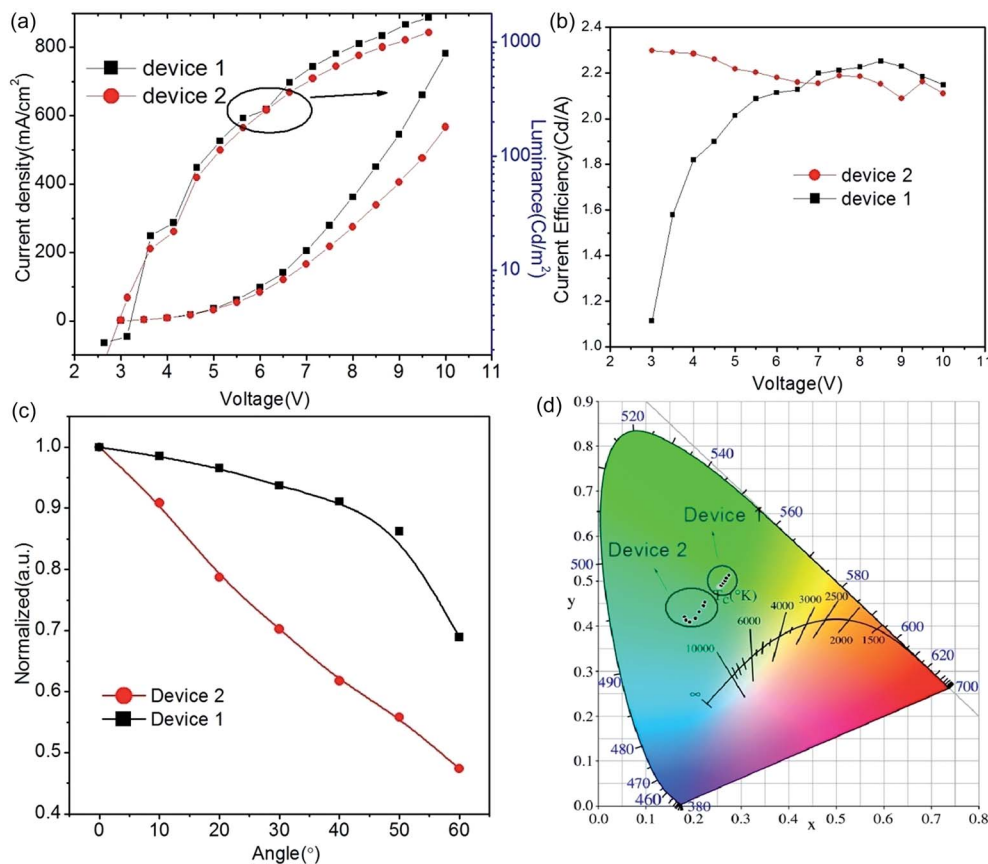 (a)
device 1
device 2
Current density(mA/cm²)
800
600
400
200
0
1000
100
10
Luminance(Cd/m²)
2 3 4 5 6 7 8 9 10 11
Voltage(V)
(b)
Current Efficiency(Cd/A)
2.4
2.2
2.0
1.8
1.6
1.4
1.2
1.0
device 2
device 1
2 3 4 5 6 7 8 9 10 11
Voltage(V)
(c)
Normalized(a.u.)
1.0
0.9
0.8
0.7
0.6
0.5
0.4
Device 2
Device 1
0 10 20 30 40 50 60
Angle(°)
(d)
0.9
0.8
0.7
0.6
0.5
y
0.4
0.3
0.2
0.1
0.0
520
540
560
Device 1
Device 2
500
580
Tc(°K)
4000 3000 2500
6000
2000 1500
600
10000
620
490
∞
700
480
470
460
380
0.0 0.1 0.2 0.3 0.4 0.5 0.6 0.7 0.8
x